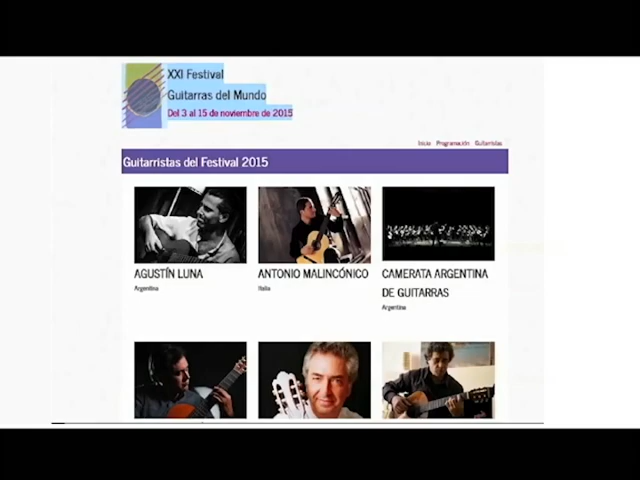 XXI Festival
Guitarras del Mundo
Del 3 al 15 de noviembre de 2015
Inicio Programación Guitarristas
Guitarristas del Festival 2015
AGUSTÍN LUNA
Argentina
ANTONIO MALINCÓNICO
Italia
CAMERATA ARGENTINA
DE GUITARRAS
Argentina